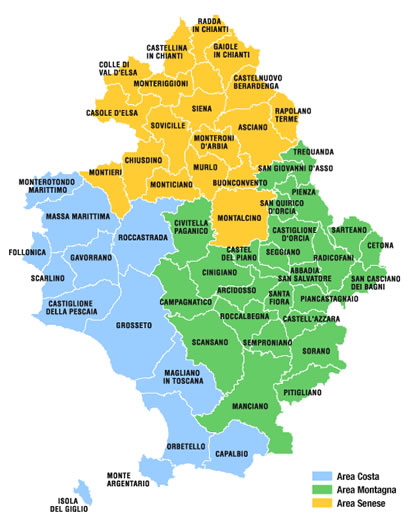 RADDA
IN CHIANTI
CASTELLINA
IN CHIANTI
GAIOLE
IN CHIANTI
COLLE DI
VAL D'ELSA
MONTERIGGIONI
CASTELNUOVO
BERARDENGA
CASOLE D'ELSA
SIENA
RAPOLANO
TERME
SOVICILLE
ASCIANO
MONTERONI
D'ARBIA
TREQUANDA
CHIUSDINO
MURLO
SAN GIOVANNI D'ASSO
MONTIERI
MONTICIANO
BUONCONVENTO
PIENZA
MONTEROTONDO
MARITTIMO
SAN QUIRICO
D'ORCIA
MASSA MARITTIMA
MONTALCINO
CIVITELLA
PAGANICO
ROCCASTRADA
CASTIGLIONE
D'ORCIA
SARTEANO
CETONA
FOLLONICA
GAVORRANO
CASTEL
DEL PIANO
SEGGIANO
RADICOFANI
CINIGIANO
ABBADIA
SAN SALVATORE
SAN CASCIANO
DEI BAGNI
SCARLINO
ARCIDOSSO
SANTA
FIORA
PIANCASTAGNAIO
CASTIGLIONE
DELLA PESCAIA
CAMPAGNATICO
ROCCALBEGNA
CASTELL'AZZARA
GROSSETO
SCANSANO
SEMPRONIANO
SORANO
MAGLIANO
IN TOSCANA
PITIGLIANO
MANCIANO
ORBETELLO
CAPALBIO
MONTE
ARGENTARIO
ISOLA
DEL GIGLIO
Area Costa
Area Montagna
Area Senese